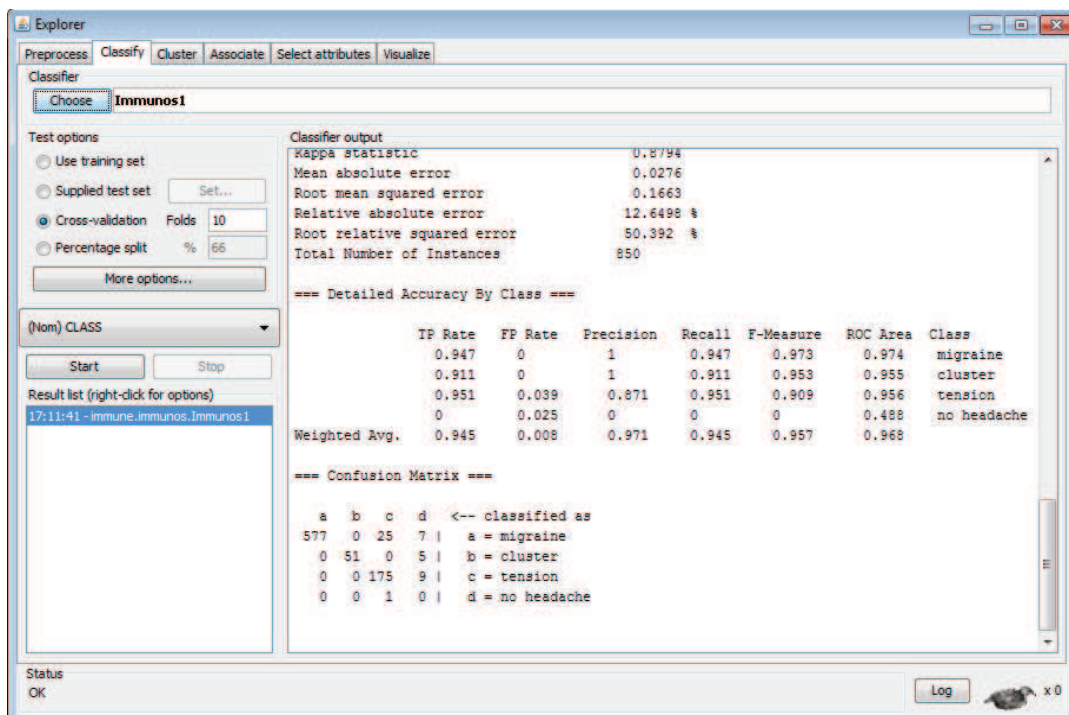 Explorer
Preprocess Classify Cluster Associate Select attributes Visualize
Classifier
Choose Immunos1
Test options
Use training set
Supplied test set Set...
Cross-validation Folds 10
Percentage split % 66
More options...
(Nom) CLASS
Start Stop
Result list (right-click for options)
17:11:41 - immune.immunos.Immunos1
Classifier output
Kappa statistic 0.8794
Mean absolute error 0.0276
Root mean squared error 0.1663
Relative absolute error 12.6498 %
Root relative squared error 50.392 %
Total Number of Instances 850
=== Detailed Accuracy By Class ===
TP Rate FP Rate Precision Recall F-Measure ROC Area Class
0.947 0 1 0.947 0.973 0.974 migraine
0.911 0 1 0.911 0.953 0.955 cluster
0.951 0.039 0.871 0.951 0.909 0.956 tension
0 0.025 0 0 0 0.488 no headache
Weighted Avg. 0.945 0.008 0.971 0.945 0.957 0.968
=== Confusion Matrix ===
a b c d <-- classified as
577 0 25 7 | a = migraine
0 51 0 5 | b = cluster
0 0 175 9 | c = tension
0 0 1 0 | d = no headache
Status
OK
Log x 0